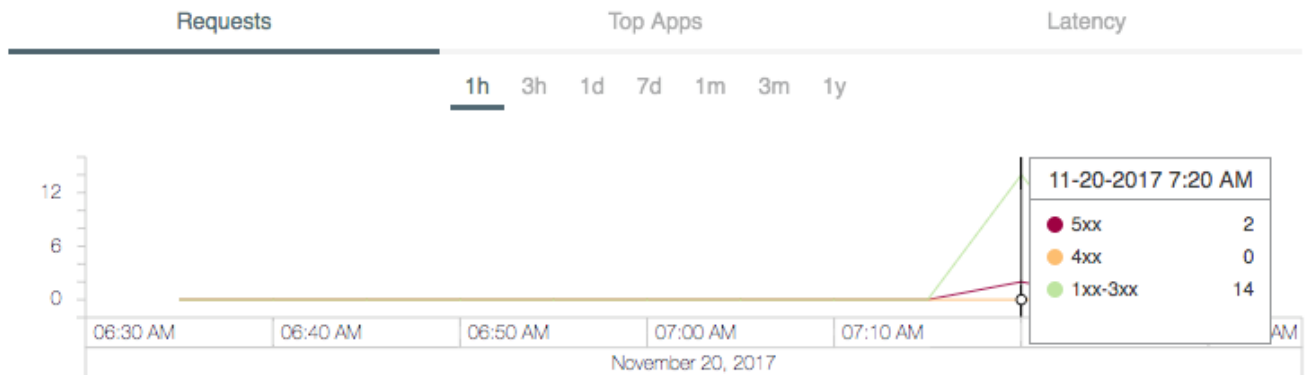 Requests Top Apps Latency
1h 3h 1d 7d 1m 3m 1y
11-20-2017 7:20 AM
12
5xx 2
6
4xx 0
1xx-3xx 14
0
06:30 AM 06:40 AM 06:50 AM 07:00 AM 07:10 AM AM
November 20, 2017